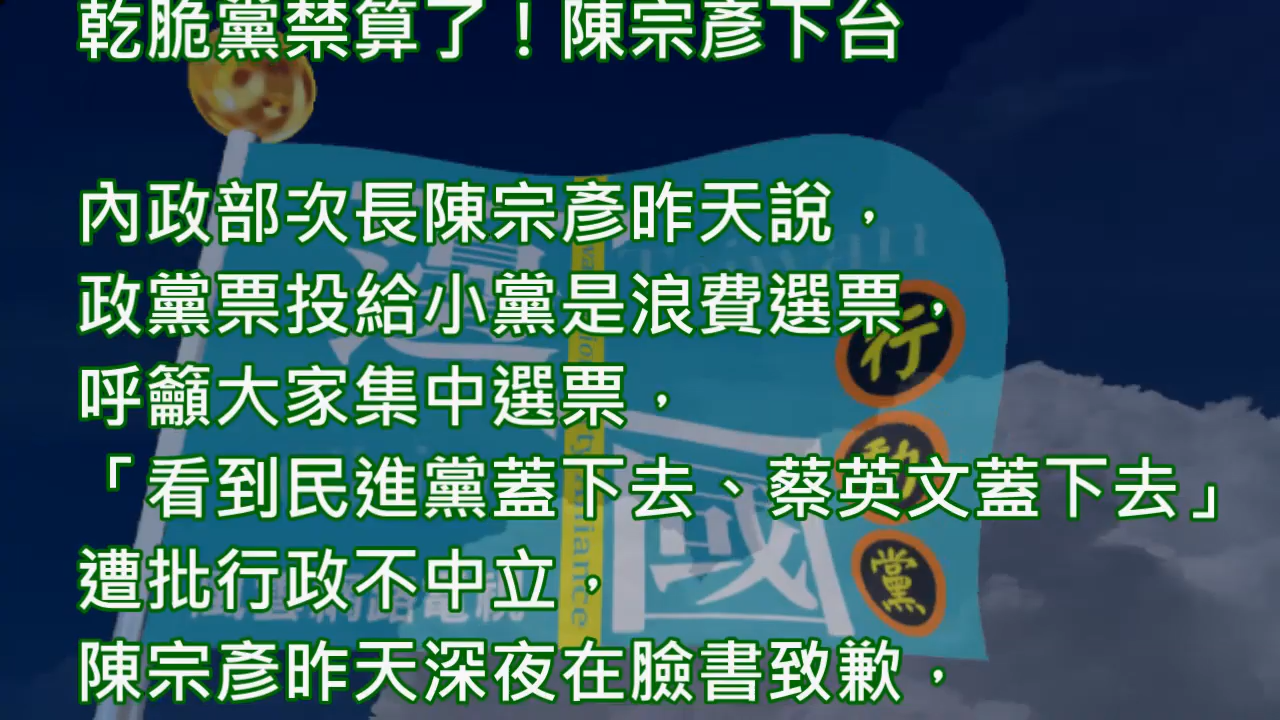 乾脆黨禁算了！陳宗彥下台
內政部次長陳宗彥昨天說，
政黨票投給小黨是浪費選票，
呼籲大家集中選票，
「看到民進黨蓋下去、蔡英文蓋下去」
遭批行政不中立，
陳宗彥昨天深夜在臉書致歉，
國
行動黨